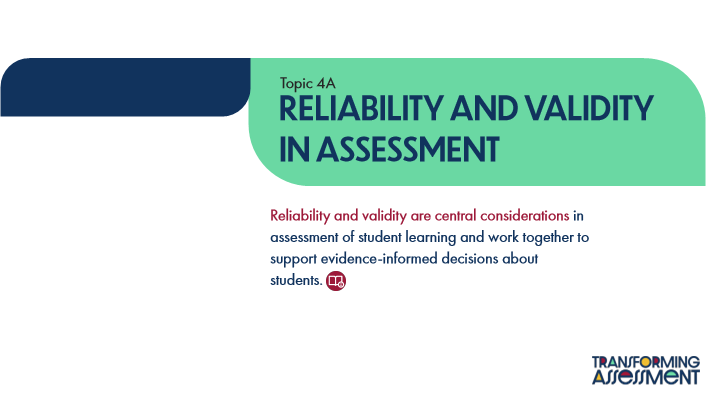 Topic 4A
RELIABILITY AND VALIDITY
IN ASSESSMENT
Reliability and validity are central considerations in
assessment of student learning and work together to
support evidence-informed decisions about
students.
TRANSFORMING
ASSESSMENT